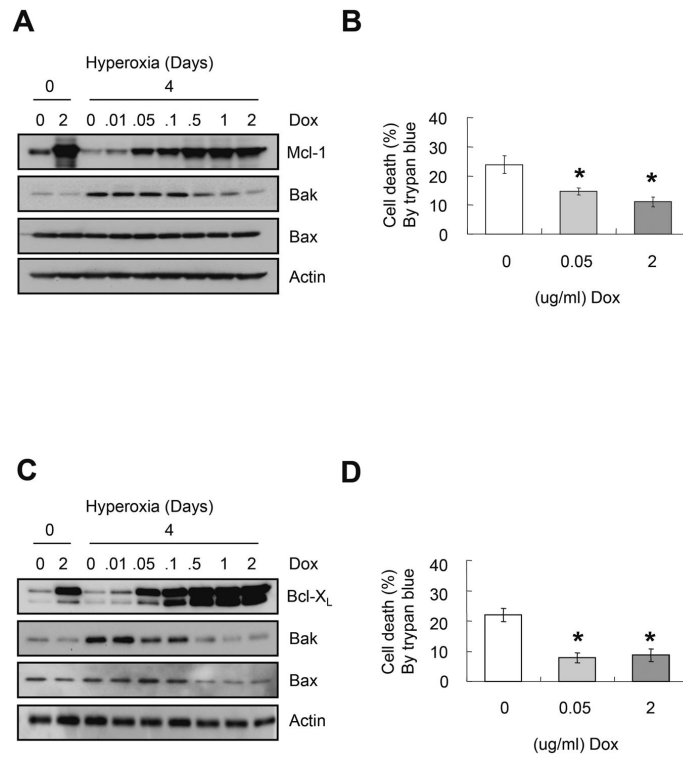 A
Hyperoxia (Days)
0 4
0 2 0 .01 .05 .1 .5 1 2 Dox
Mcl-1
Bak
Bax
Actin
B
Cell death (%)
By trypan blue
40
30
20
10
0
* *
0 0.05 2
(ug/ml) Dox
C
Hyperoxia (Days)
0 4
0 2 0 .01 .05 .1 .5 1 2 Dox
Bcl-XL
Bak
Bax
Actin
D
Cell death (%)
By trypan blue
40
30
20
10
0
* *
0 0.05 2
(ug/ml) Dox